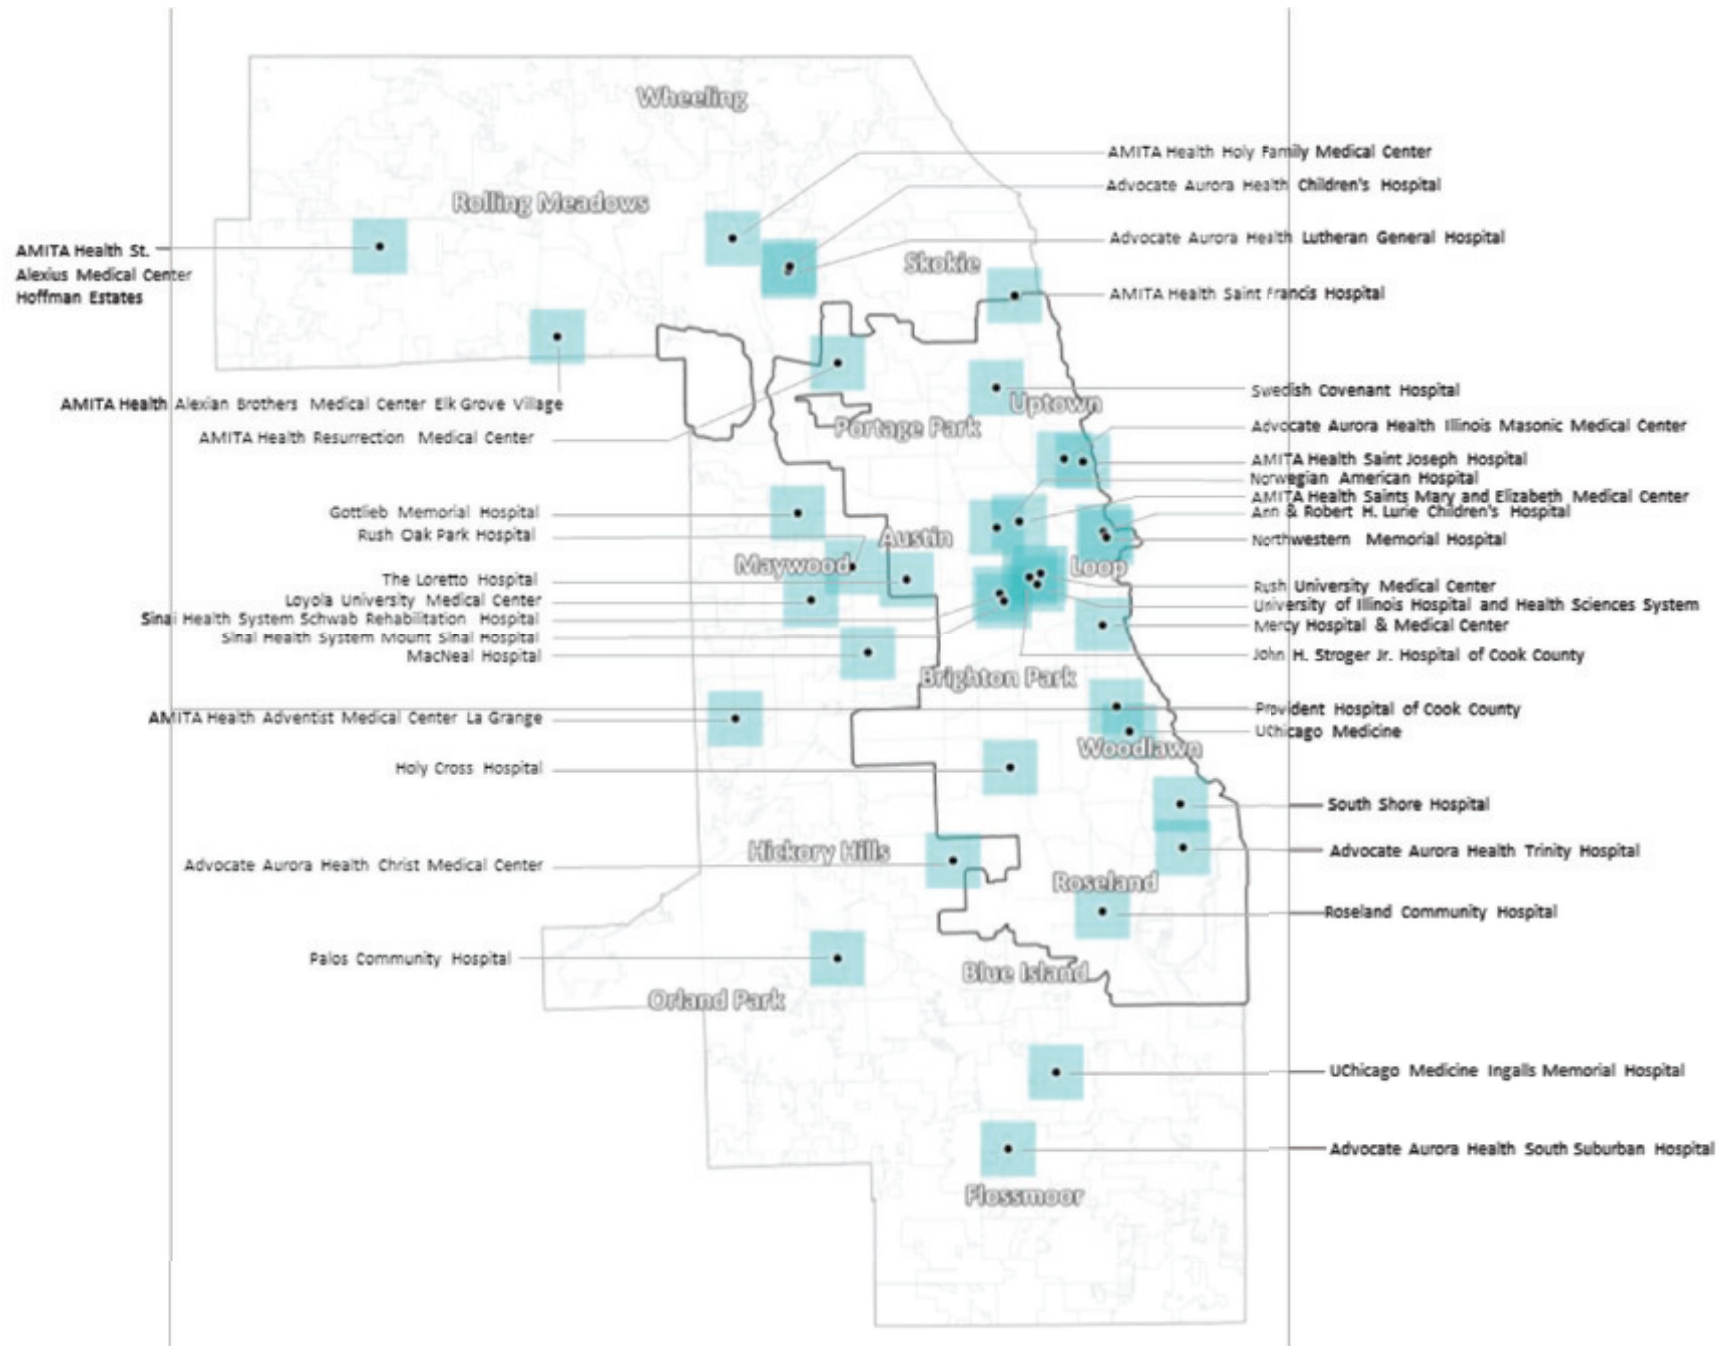 Wheeling
AMITA Health Holy Family Medical Center
Advocate Aurora Health Children's Hospital
Rolling Meadows
Advocate Aurora Health Lutheran General Hospital
AMITA Health St.
Alexius Medical Center
Hoffman Estates
Skokie
AMITA Health Saint Francis Hospital
Swedish Covenant Hospital
AMITA Health Alexian Brothers Medical Center Elk Grove Village
Uptown
Portage Park
Advocate Aurora Health Illinois Masonic Medical Center
AMITA Health Resurrection Medical Center
AMITA Health Saint Joseph Hospital
Norwegian American Hospital
AMITA Health Saints Mary and Elizabeth Medical Center
Ann & Robert H. Lurie Children's Hospital
Gottlieb Memorial Hospital
Rush Oak Park Hospital
Austin
Northwestern Memorial Hospital
Maywood
Loop
The Loretto Hospital
Rush University Medical Center
Loyola University Medical Center
University of Illinois Hospital and Health Sciences System
Sinai Health System Schwab Rehabilitation Hospital
Mercy Hospital & Medical Center
Sinai Health System Mount Sinai Hospital
MacNeal Hospital
John H. Stroger Jr. Hospital of Cook County
Brighton Park
AMITA Health Adventist Medical Center La Grange
Provident Hospital of Cook County
UChicago Medicine
Woodlawn
Holy Cross Hospital
South Shore Hospital
Hickory Hills
Advocate Aurora Health Trinity Hospital
Advocate Aurora Health Christ Medical Center
Roseland
Roseland Community Hospital
Palos Community Hospital
Blue Island
Orland Park
UChicago Medicine Ingalls Memorial Hospital
Advocate Aurora Health South Suburban Hospital
Flossmoor